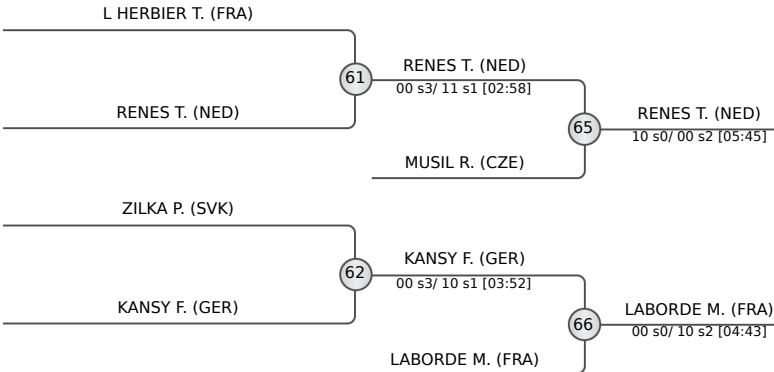 L HERBIER T. (FRA)
61
RENES T. (NED)
00 s3/ 11 s1 [02:58]
RENES T. (NED)
65
RENES T. (NED)
10 s0/ 00 s2 [05:45]
MUSIL R. (CZE)
ZILKA P. (SVK)
62
KANSY F. (GER)
00 s3/ 10 s1 [03:52]
KANSY F. (GER)
66
LABORDE M. (FRA)
00 s0/ 10 s2 [04:43]
LABORDE M. (FRA)